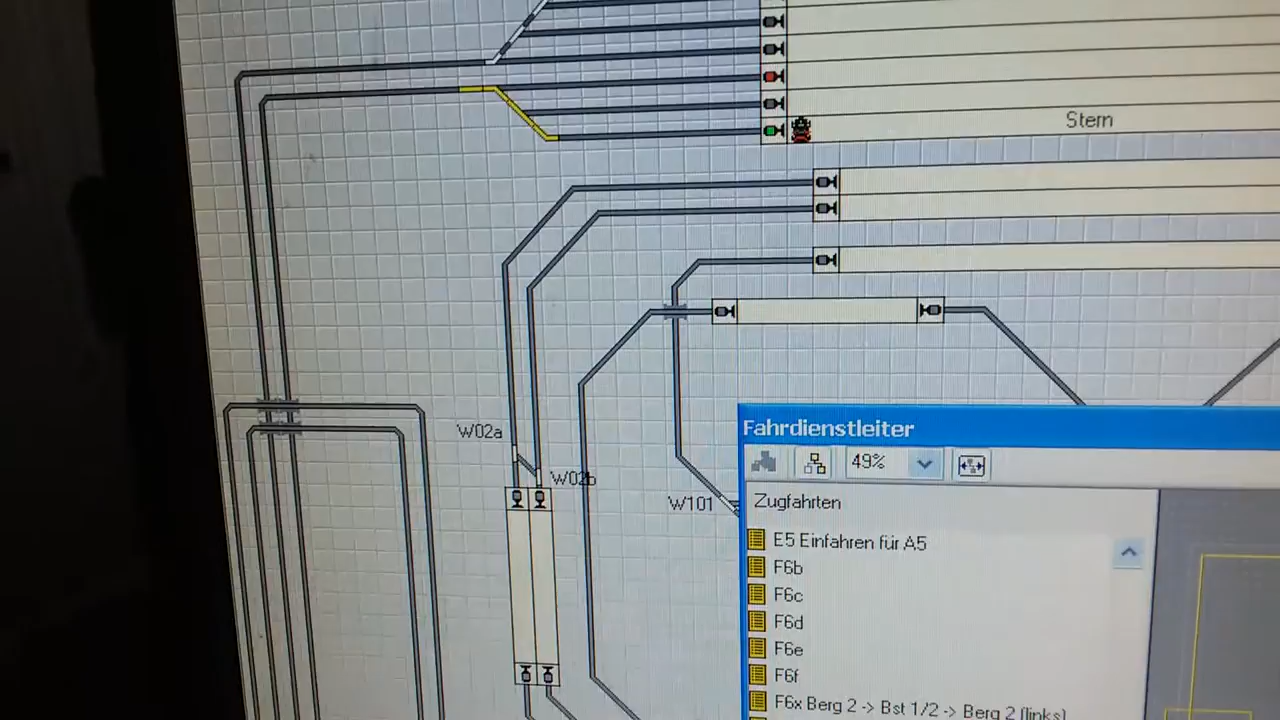 Stern
W02a
W02b
W101
Fahrdienstleiter
49%
Zugfahrten
E5 Einfahren für A5
F6b
F6c
F6d
F6e
F6f
F6x Berg 2 -> Bst 1/2 -> Berg 2 (links)